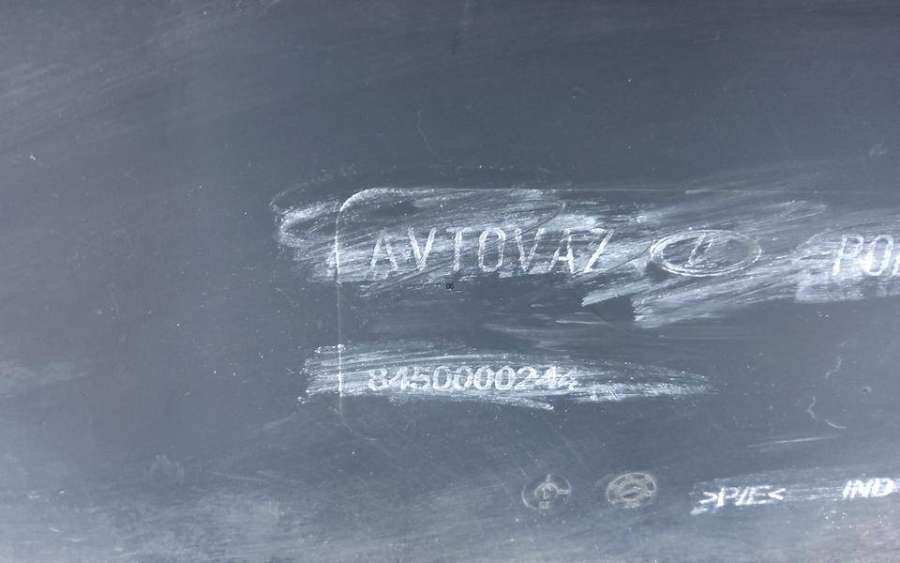 AVTOVAZ
8450000244
>P/E< IND